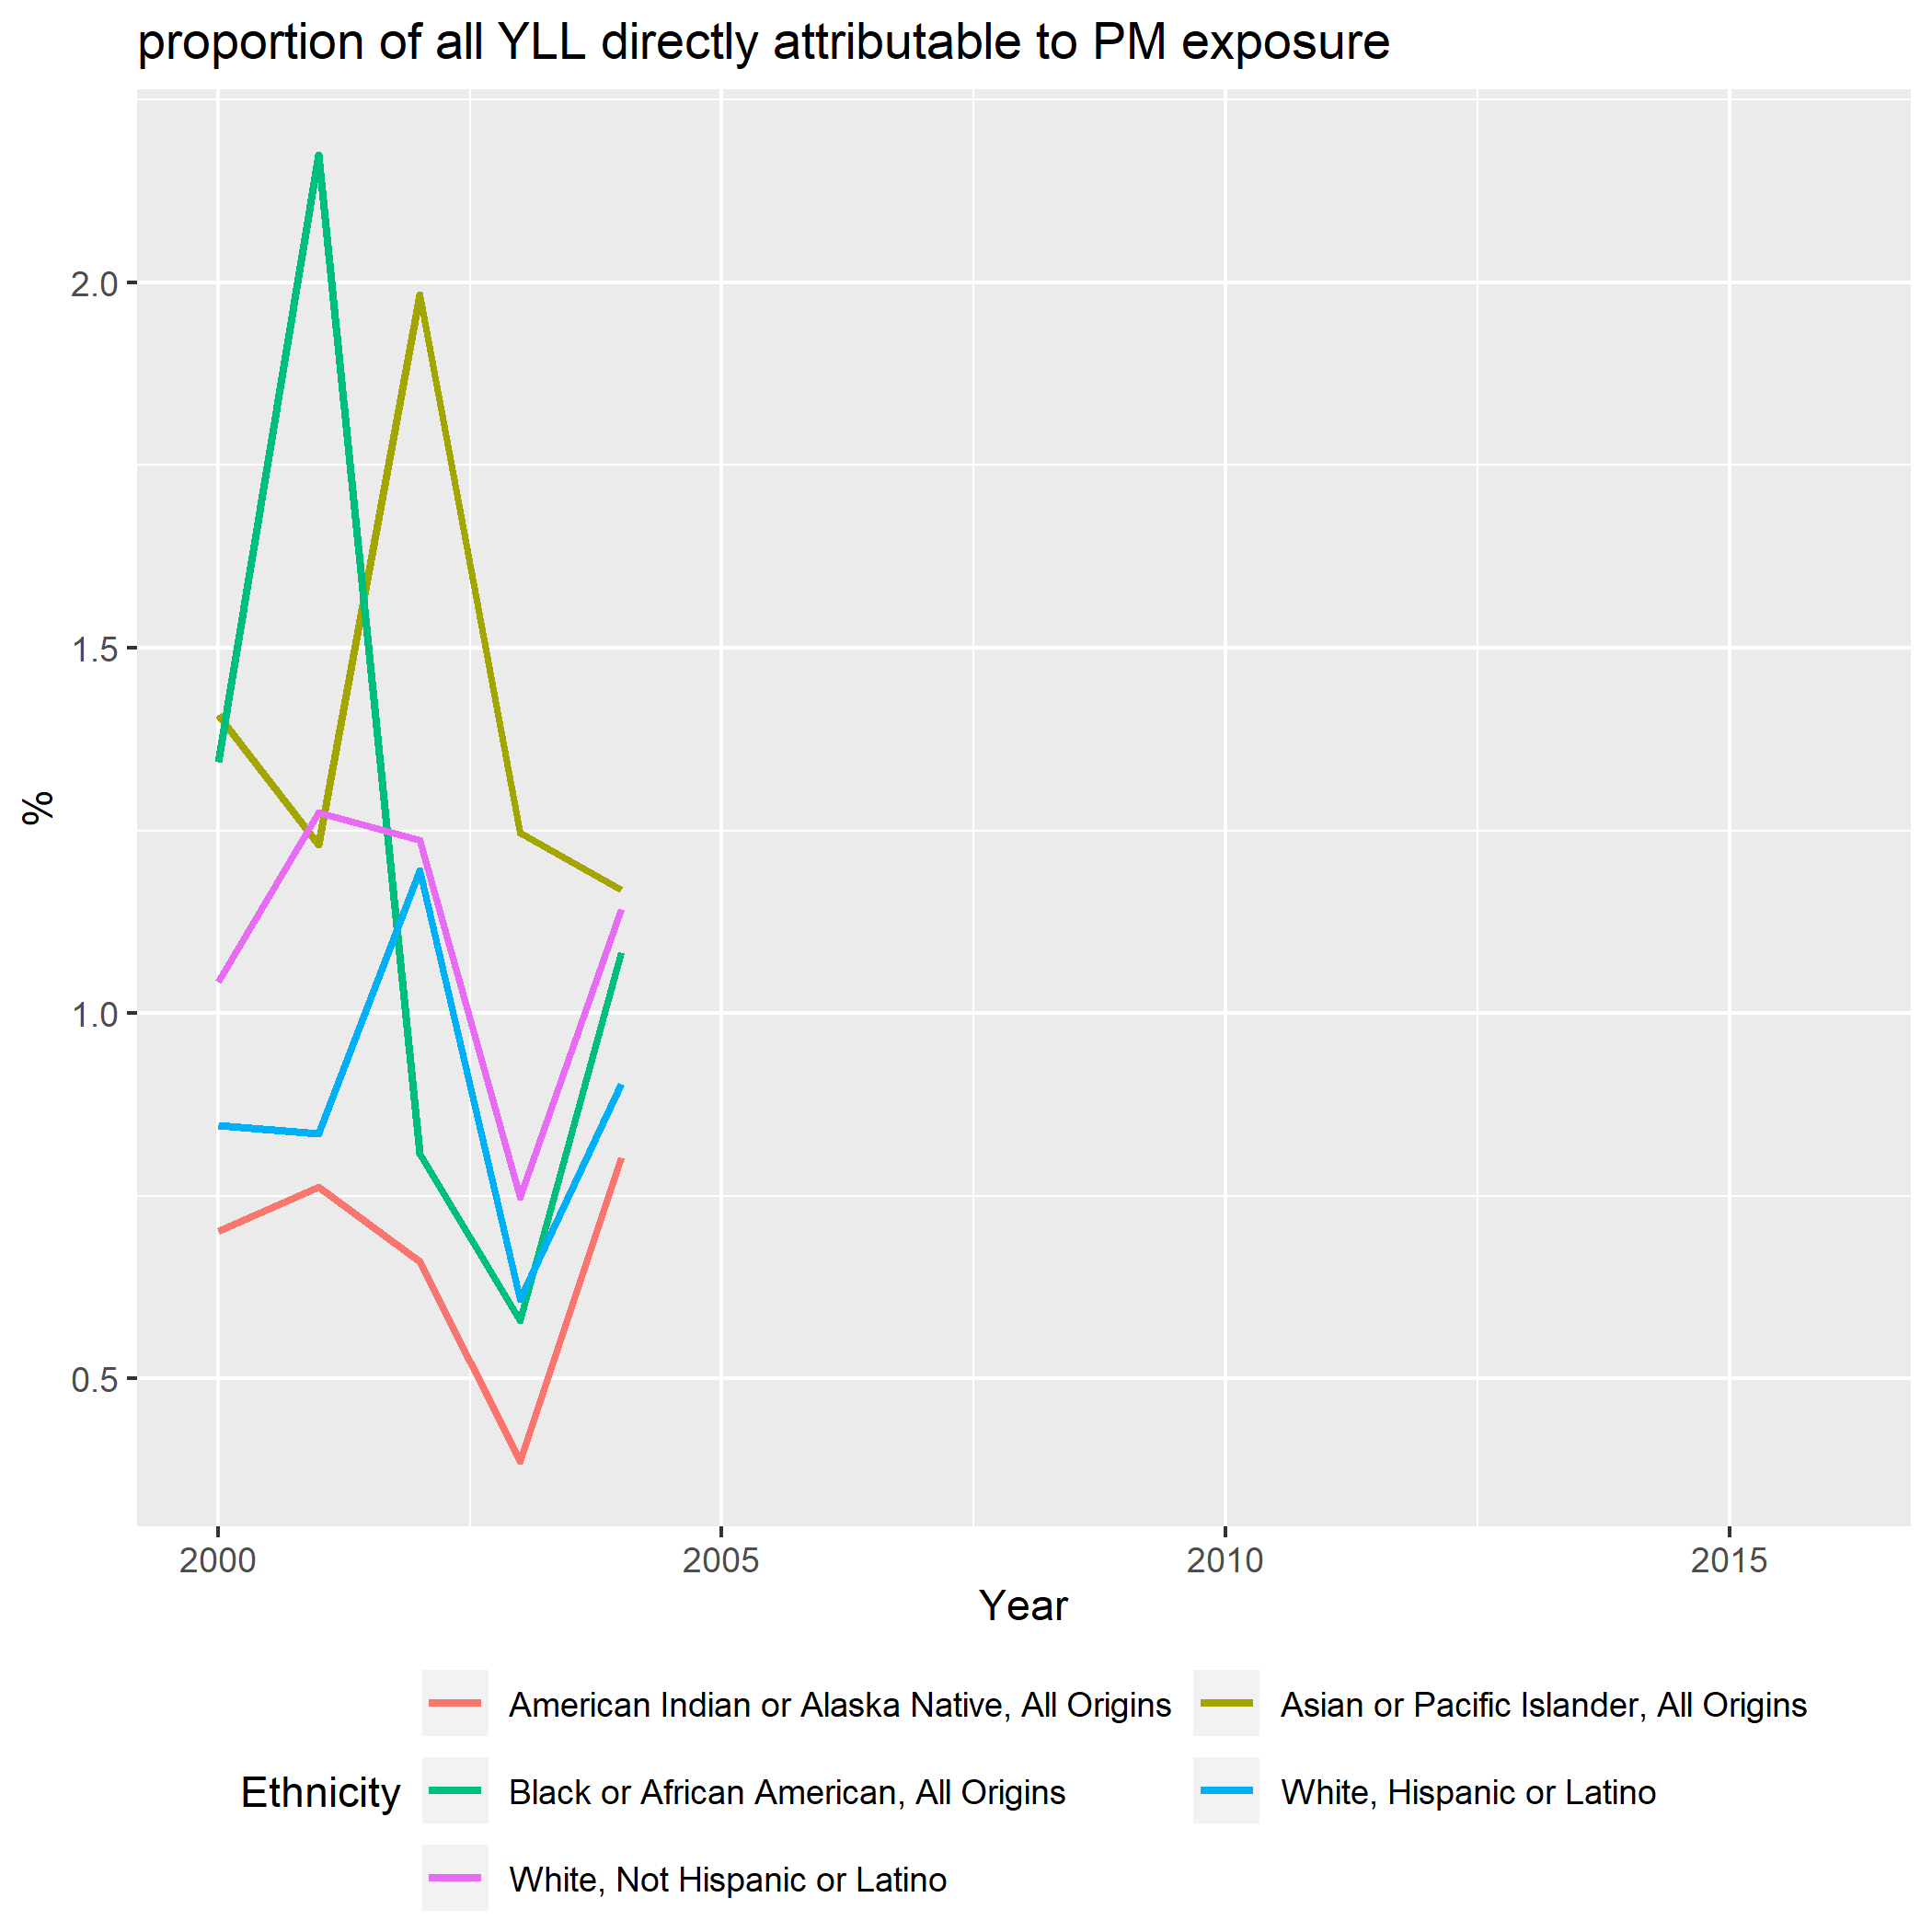 proportion of all YLL directly attributable to PM exposure
2.0
1.5
1.0
0.5
%
2000 2005 2010 2015
Year
Ethnicity
American Indian or Alaska Native, All Origins
Asian or Pacific Islander, All Origins
Black or African American, All Origins
White, Hispanic or Latino
White, Not Hispanic or Latino